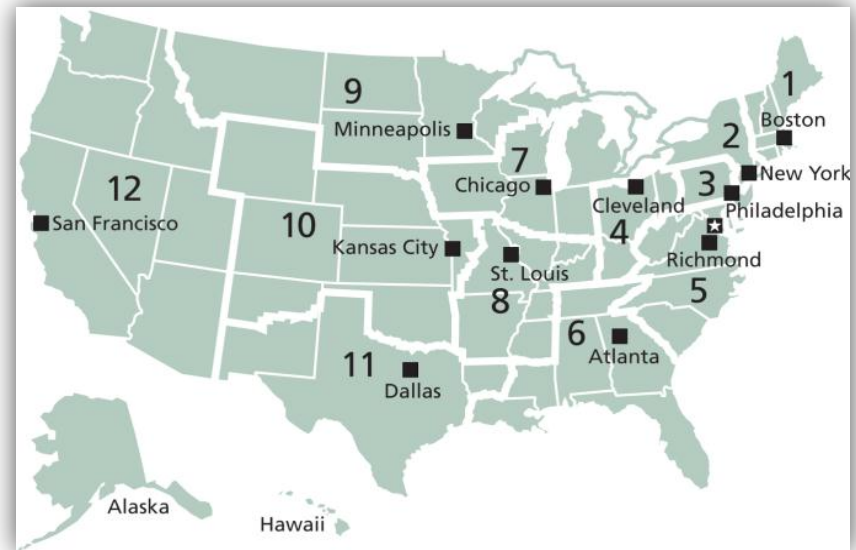 1
Boston
9
Minneapolis
2
7
New York
Chicago
3
12
Cleveland
Philadelphia
San Francisco
10
4
Kansas City
St. Louis
Richmond
8
5
6
Atlanta
11
Dallas
Alaska
Hawaii